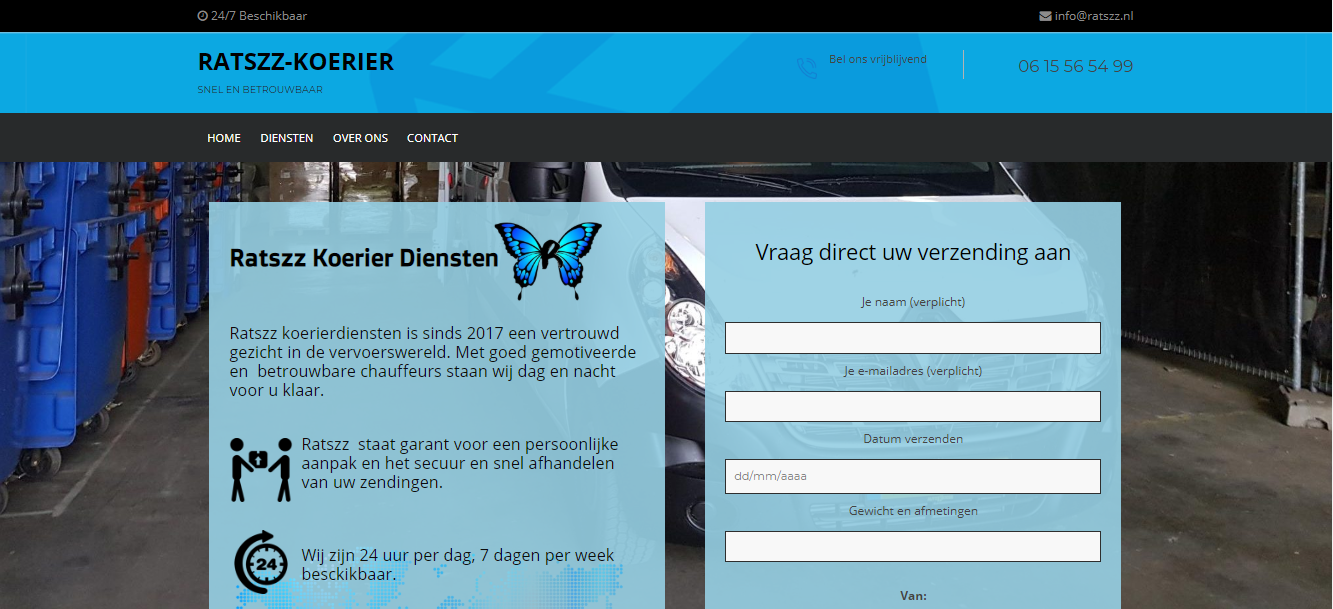 24/7 Beschikbaar
info@ratszz.nl
RATSZZ-KOERIER
SNEL EN BETROUWBAAR
Bel ons vrijblijvend
06 15 56 54 99
HOME DIENSTEN OVER ONS CONTACT
Ratszz Koerier Diensten
Ratszz koerierdiensten is sinds 2017 een vertrouwd
gezicht in de vervoerswereld. Met goed gemotiveerde
en betrouwbare chauffeurs staan wij dag en nacht
voor u klaar.
Ratszz staat garant voor een persoonlijke
aanpak en het secuur en snel afhandelen
van uw zendingen.
24
Wij zijn 24 uur per dag, 7 dagen per week
besckikbaar.
Vraag direct uw verzending aan
Je naam (verplicht)
Je e-mailadres (verplicht)
Datum verzenden
dd/mm/aaaa
Gewicht en afmetingen
Van: